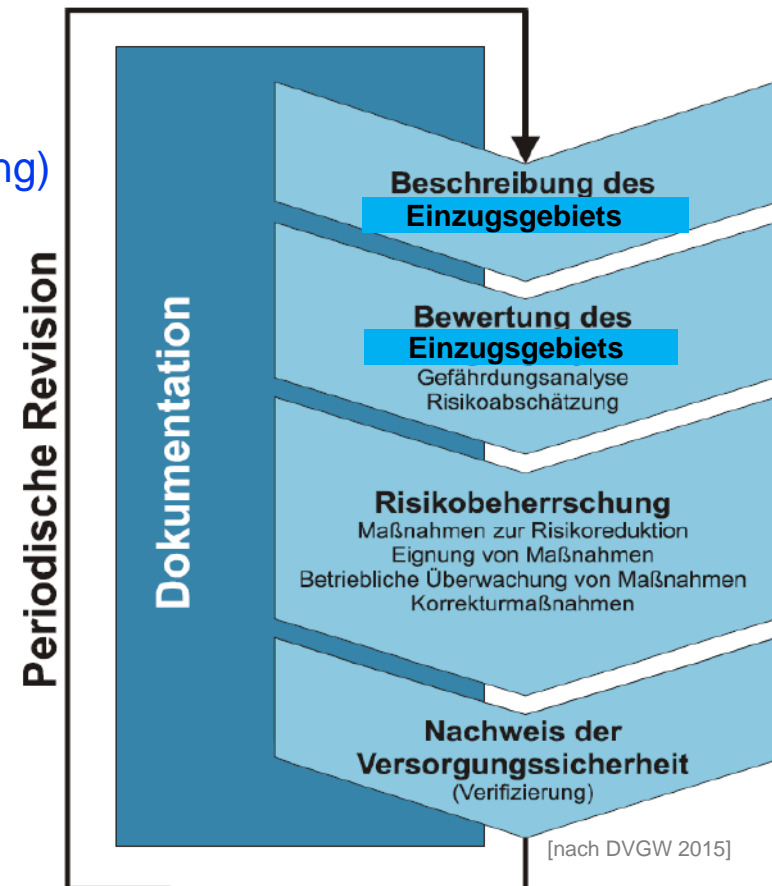 ng)
Periodische Revision
Dokumentation
Beschreibung des
Einzugsgebiets
Bewertung des
Einzugsgebiets
Gefährdungsanalyse
Risikoabschätzung
Risikobeherrschung
Maßnahmen zur Risikoreduktion
Eignung von Maßnahmen
Betriebliche Überwachung von Maßnahmen
Korrekturmaßnahmen
Nachweis der
Versorgungssicherheit
(Verifizierung)
[nach DVGW 2015]